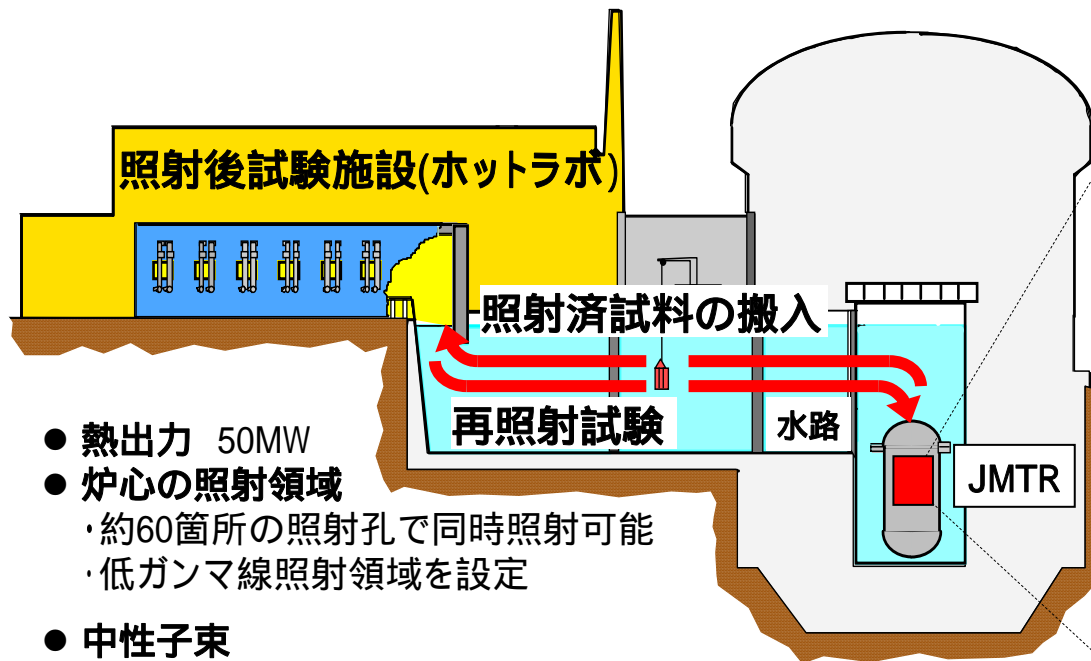 照射後試験施設(ホットラボ)
照射済試料の搬入
再照射試験
水路
JMTR
● 熱出力 50MW
● 炉心の照射領域
・約60箇所の照射孔で同時照射可能
・低ガンマ線照射領域を設定
● 中性子束